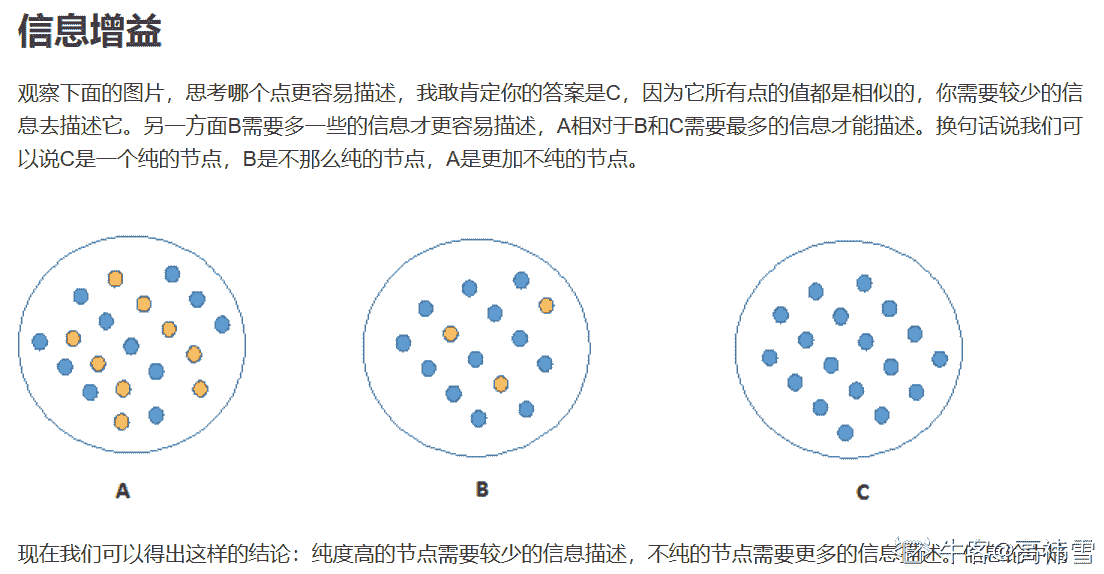 信息增益
观察下面的图片，思考哪个点更容易描述，我敢肯定你的答案是C，因为它所有点的值都是相似的，你需要较少的信
息去描述它。另一方面B需要多一些的信息才更容易描述，A相对于B和C需要最多的信息才能描述。换句话说我们可
以说C是一个纯的节点，B是不那么纯的节点，A是更加不纯的节点。
A
B
C
现在我们可以得出这样的结论：纯度高的节点需要较少的信息描述，不纯的节点需要更多的信息描述。